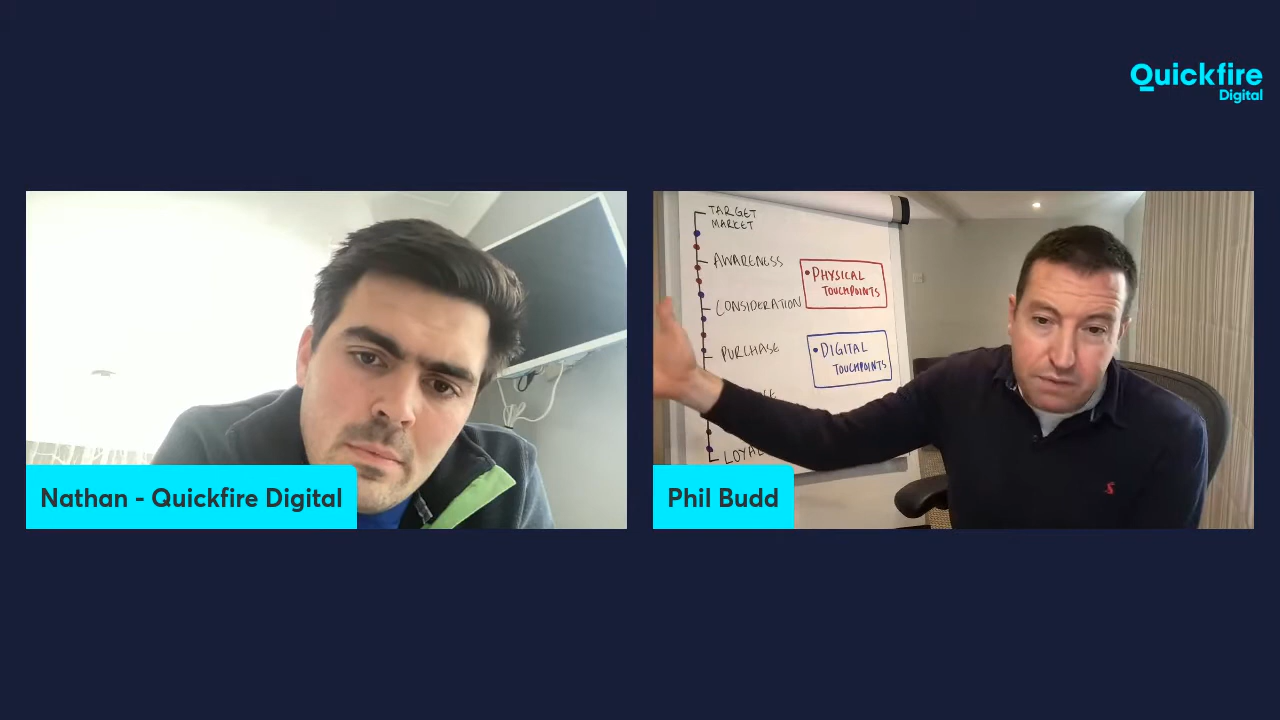 Quickfire
Digital
TARGET
MARKET
AWARENESS
• PHYSICAL
TOUCHPOINTS
CONSIDERATION
PURCHASE
• DIGITAL
TOUCHPOINTS
Nathan - Quickfire Digital
Phil Budd